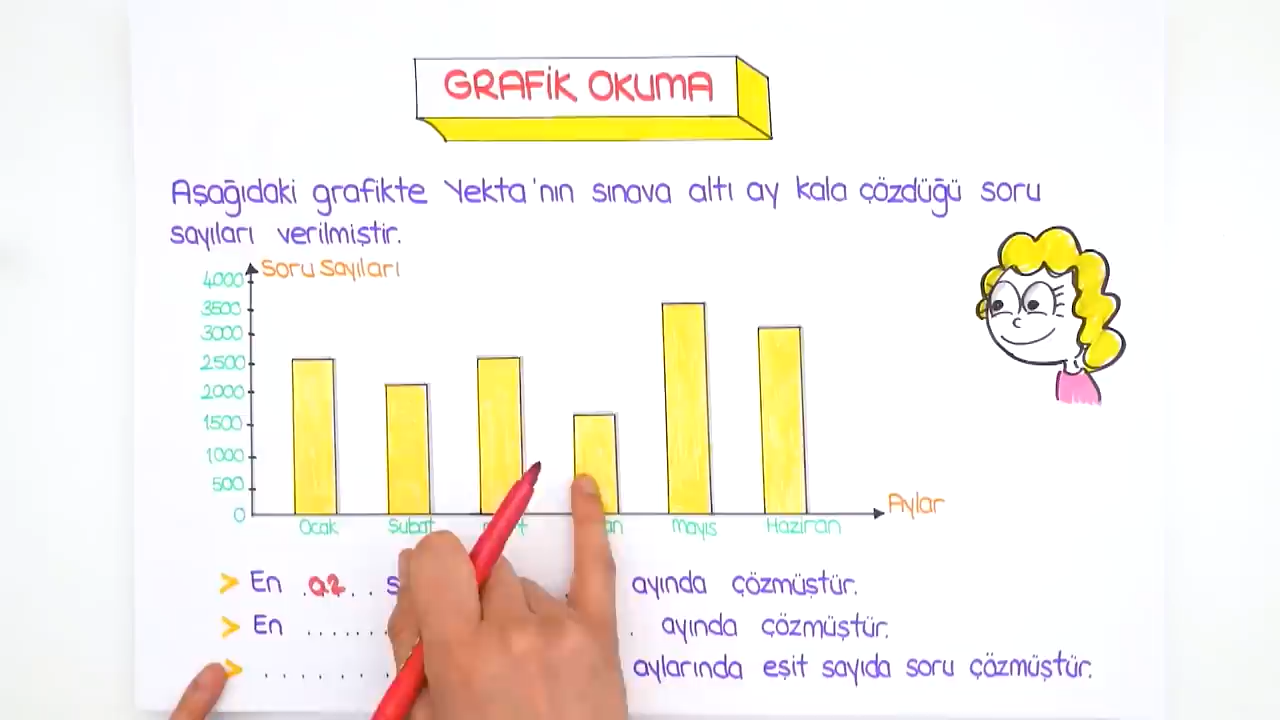 GRAFİK OKUMA
Aşağıdaki grafikte Yekta'nın sınava altı ay kala çözdüğü soru
sayıları verilmiştir.
Soru Sayıları
4000
3500
3000
2500
2000
1500
1000
500
0
Aylar
Ocak Şubat Mayıs Haziran
> En .az.. ayında çözmüştür.
> En ....... . ayında çözmüştür.
> ...... aylarında eşit sayıda soru çözmüştür.